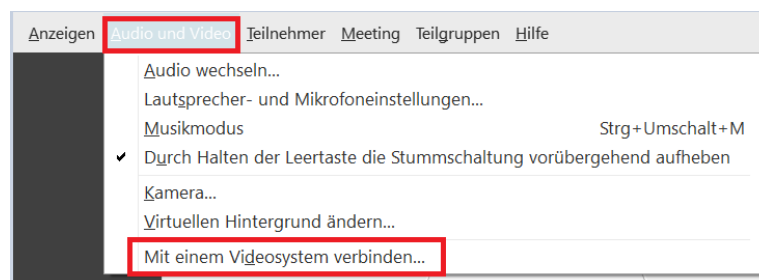 Anzeigen Audio und Video Teilnehmer Meeting Teilgruppen Hilfe
Audio wechseln...
Lautsprecher- und Mikrofoneinstellungen...
Musikmodus Strg+Umschalt+M
Durch Halten der Leertaste die Stummschaltung vorübergehend aufheben
Kamera...
Virtuellen Hintergrund ändern...
Mit einem Videosystem verbinden...